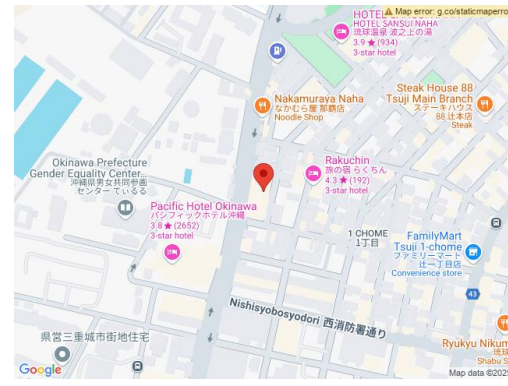 Map error: g.co/staticmaperro
HOTEL SANSUI NAHA
琉球温泉 波之上の湯
3.9 ★ (934)
3-star hotel
Nakamuraya Naha
なかむら屋 那覇店
Noodle Shop
Steak House 88
Tsuji Main Branch
ステーキハウス
88 辻本店
Steak
Okinawa Prefecture
Gender Equality Center...
沖縄県男女共同参画
センター てぃるる
Rakuchin
旅の宿 らくちん
4.3 ★ (192)
3-star hotel
Pacific Hotel Okinawa
パシフィックホテル沖縄
3.8 ★ (2652)
3-star hotel
1 CHOME
1丁目
FamilyMart
Tsuji 1-chome
ファミリーマート
辻一丁目店
Convenience store
43
Nishisyobosyodori 西消防署通り
県営三重城市街地住宅
Ryukyu Nikum
琉球
Shabu S
Google
Map data ©2025